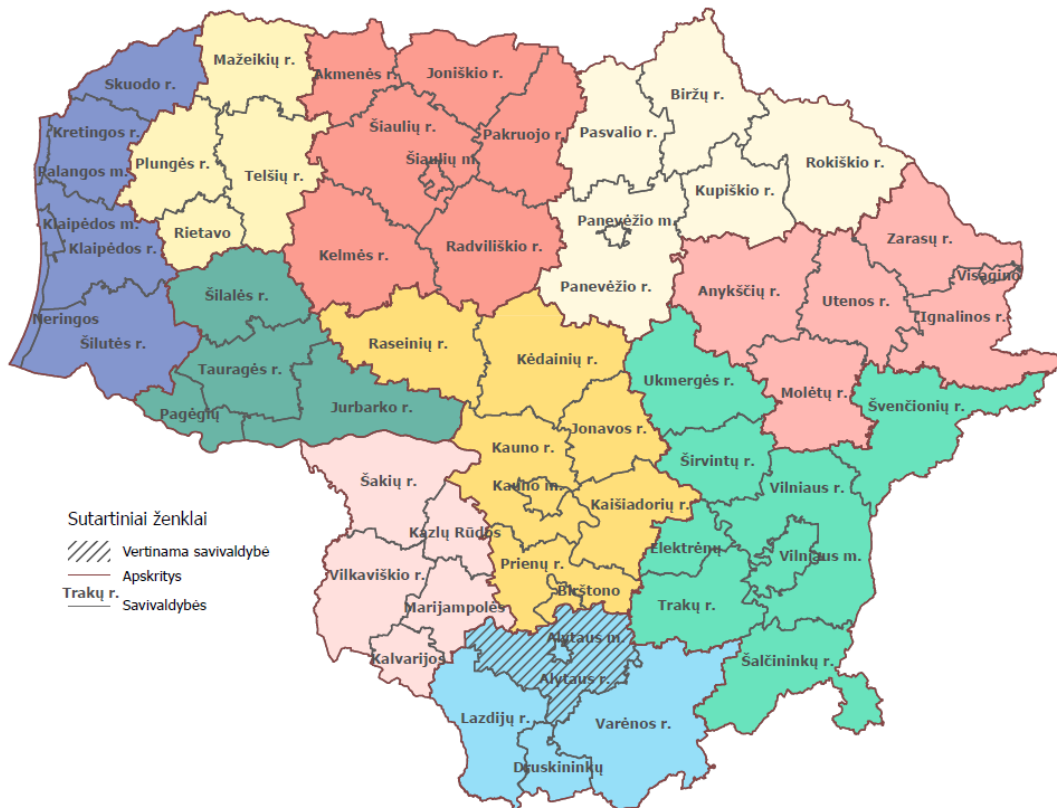 Mažeikių r.
Skuodo r.
Akmenės r.
Joniškio r.
Biržų r.
Kretingos r.
Šiaulių r.
Pakruojo r.
Pasvalio r.
Palangos m.
Plungės r.
Telšių r.
Šiaulių m.
Rokiškio r.
Kupiškio r.
Klaipėdos m.
Rietavo
Panevėžio m.
Klaipėdos r.
Kelmės r.
Radviliškio r.
Zarasų r.
Visagino
Šilalės r.
Panevėžio r.
Anykščių r.
Utenos r.
Ignalinos r.
Neringos
Šilutės r.
Raseinių r.
Kėdainių r.
Tauragės r.
Ukmergės r.
Molėtų r.
Pagėgių
Jurbarko r.
Švenčionių r.
Jonavos r.
Kauno r.
Širvintų r.
Šakių r.
Kauno m.
Vilniaus r.
Kaišiadorių r.
Kazlų Rūdos
Elektrėnų
Vilniaus m.
Prienų r.
Vilkaviškio r.
Birštono
Marijampolės
Trakų r.
Alytaus m.
Kalvarijos
Šalčininkų r.
Alytaus r.
Lazdijų r.
Varėnos r.
Druskininkų
Sutartiniai ženklai
Vertinama savivaldybė
Apskritys
Trakų r.
Savivaldybės